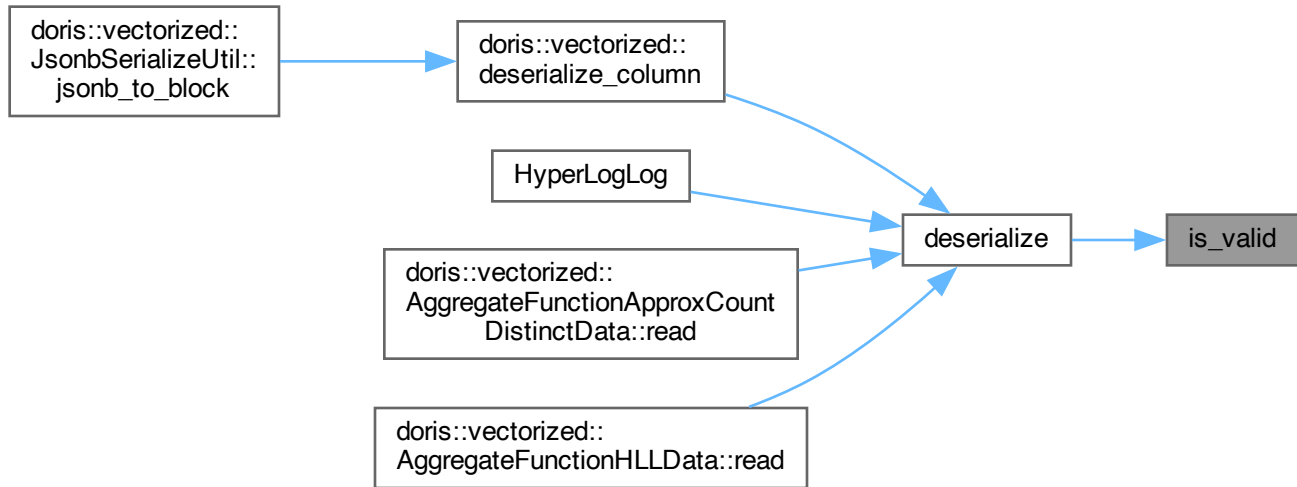 doris::vectorized::
JsonbSerializeUtil::
jsonb_to_block
doris::vectorized::
deserialize_column
HyperLogLog
doris::vectorized::
AggregateFunctionApproxCount
DistinctData::read
doris::vectorized::
AggregateFunctionHLLData::read
deserialize
is_valid